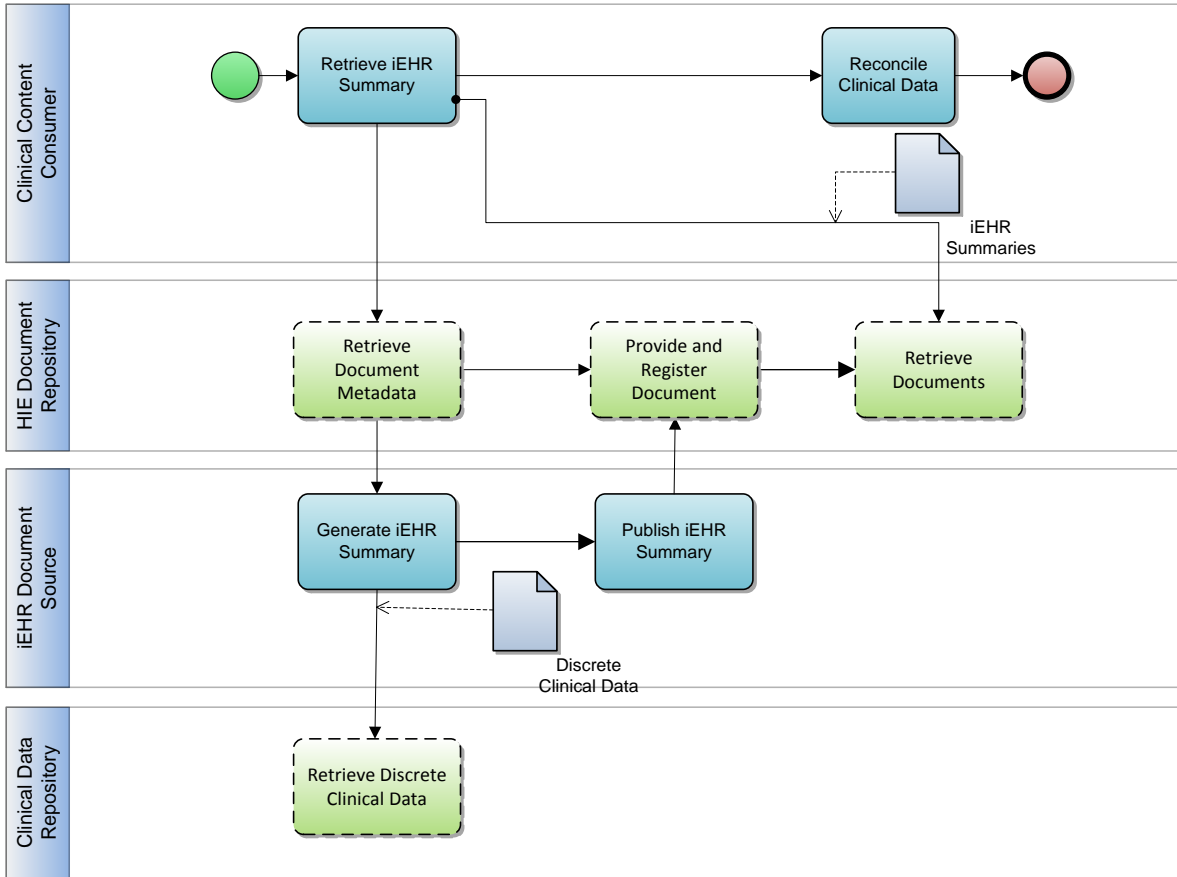 Clinical Content
Consumer
Retrieve iEHR
Summary
Reconcile
Clinical Data
iEHR
Summaries
HIE Document
Repository
Retrieve
Document
Metadata
Provide and
Register
Document
Retrieve
Documents
iEHR Document
Source
Generate iEHR
Summary
Publish iEHR
Summary
Discrete
Clinical Data
Clinical Data
Repository
Retrieve Discrete
Clinical Data